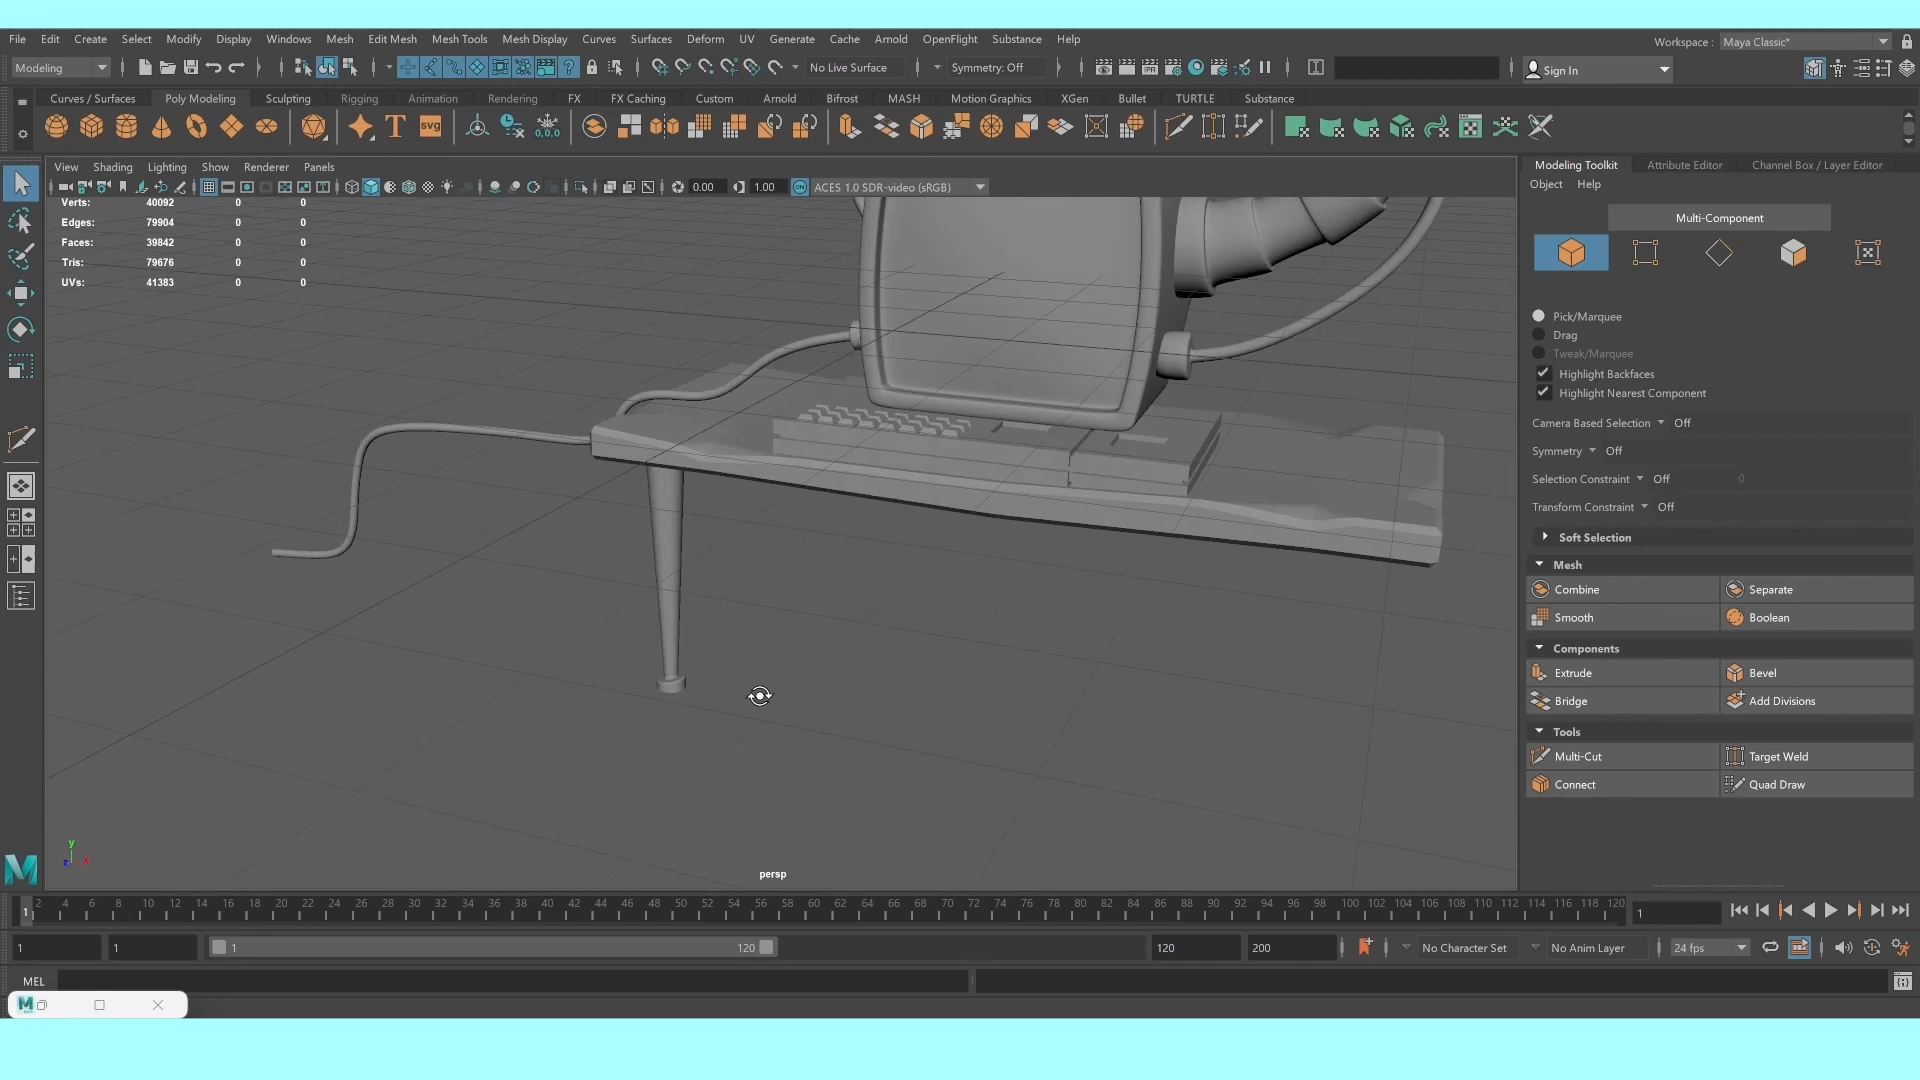 File Edit Create Select Modify Display Windows Mesh Edit Mesh Mesh Tools Mesh Display Curves Surfaces Deform UV Generate Cache Arnold OpenFlight Substance Help
Workspace : Maya Classic*
Modeling No Live Surface Symmetry: Off Sign In
Curves / Surfaces Poly Modeling Sculpting Rigging Animation Rendering FX FX Caching Custom Arnold Bifrost MASH Motion Graphics XGen Bullet TURTLE Substance
T svg 0,0,0
View Shading Lighting Show Renderer Panels
0.00 1.00 ACES 1.0 SDR-video (sRGB)
Verts: 40092 0 0
Edges: 79904 0 0
Faces: 39842 0 0
Tris: 79676 0 0
UVs: 41383 0 0
y
z x
persp
Modeling Toolkit Attribute Editor Channel Box / Layer Editor
Object Help
Multi-Component
Pick/Marquee
Drag
Tweak/Marquee
Highlight Backfaces
Highlight Nearest Component
Camera Based Selection Off
Symmetry Off
Selection Constraint Off 0
Transform Constraint Off
Soft Selection
Mesh
Combine Separate
Smooth Boolean
Components
Extrude Bevel
Bridge Add Divisions
Tools
Multi-Cut Target Weld
Connect Quad Draw
M
1 2 4 6 8 10 12 14 16 18 20 22 24 26 28 30 32 34 36 38 40 42 44 46 48 50 52 54 56 58 60 62 64 66 68 70 72 74 76 78 80 82 84 86 88 90 92 94 96 98 100 102 104 106 108 110 112 114 116 118 120
1
1 1 1 120 120 200 No Character Set No Anim Layer 24 fps
MEL
M